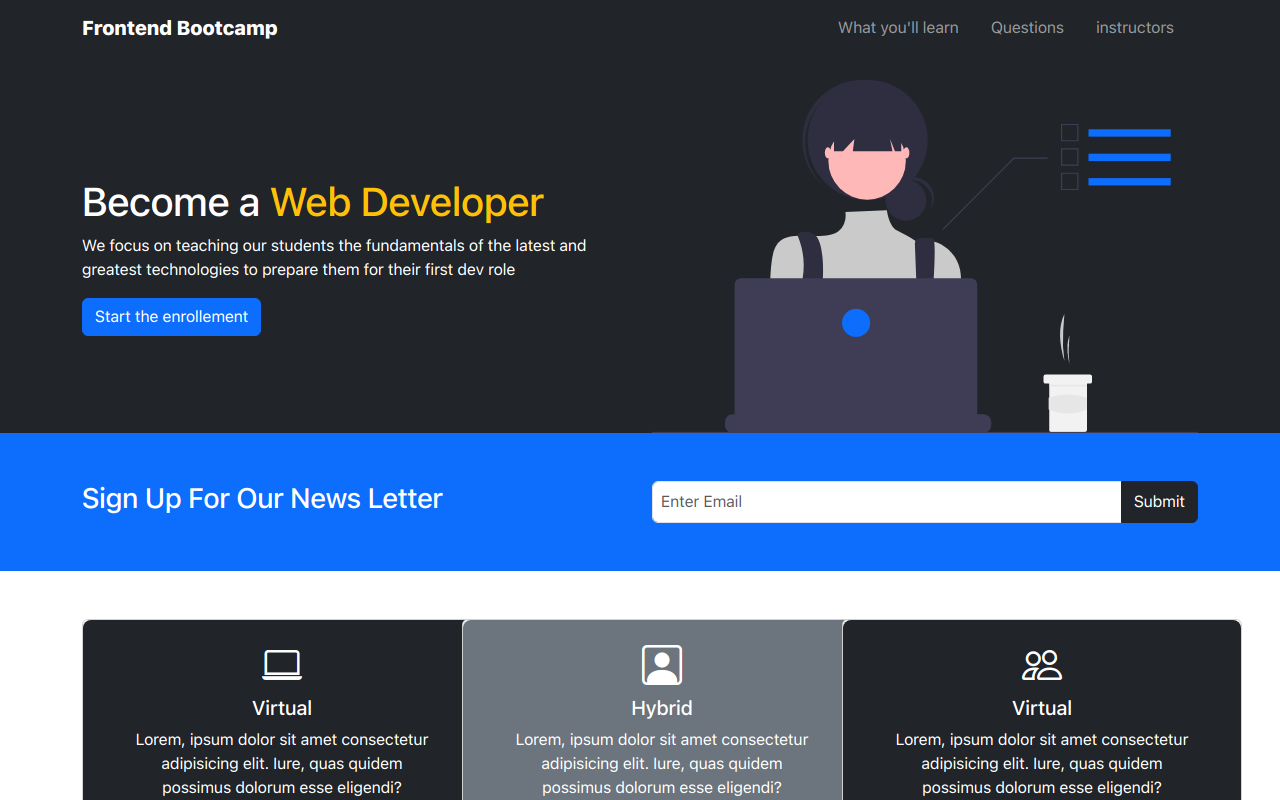 Frontend Bootcamp
What you'll learn
Questions
instructors
Become a Web Developer
We focus on teaching our students the fundamentals of the latest and
greatest technologies to prepare them for their first dev role
Start the enrollement
Sign Up For Our News Letter
Enter Email
Submit
Virtual
Lorem, ipsum dolor sit amet consectetur
adipisicing elit. Iure, quas quidem
possimus dolorum esse eligendi?
Hybrid
Lorem, ipsum dolor sit amet consectetur
adipisicing elit. Iure, quas quidem
possimus dolorum esse eligendi?
Virtual
Lorem, ipsum dolor sit amet consectetur
adipisicing elit. Iure, quas quidem
possimus dolorum esse eligendi?